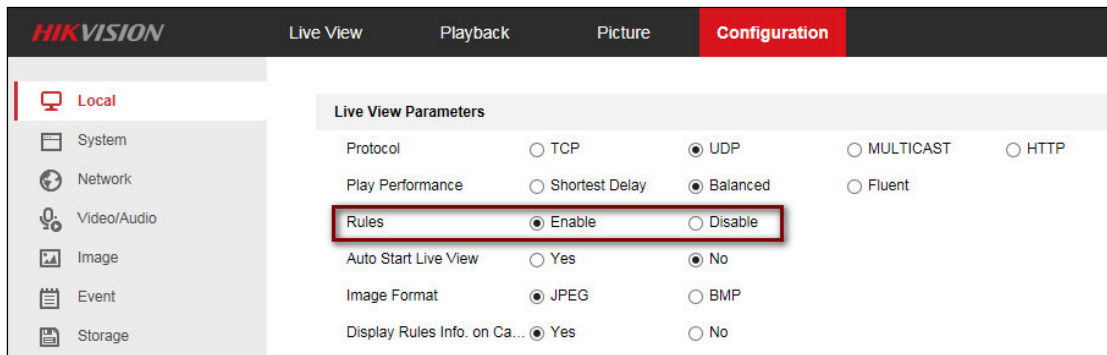 HIKVISION Live View Playback Picture Configuration
Local
System
Network
Video/Audio
Image
Event
Storage
Live View Parameters
Protocol TCP UDP MULTICAST HTTP
Play Performance Shortest Delay Balanced Fluent
Rules Enable Disable
Auto Start Live View Yes No
Image Format JPEG BMP
Display Rules Info. on Ca... Yes No